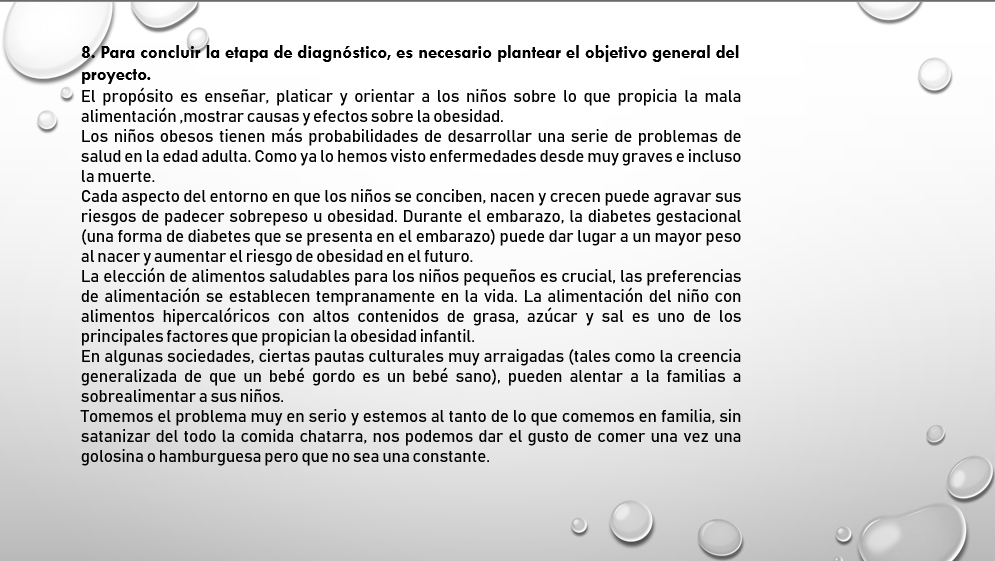 8. Para concluir la etapa de diagnóstico, es necesario plantear el objetivo general del
proyecto.
El propósito es enseñar, platicar y orientar a los niños sobre lo que propicia la mala
alimentación ,mostrar causas y efectos sobre la obesidad.
Los niños obesos tienen más probabilidades de desarrollar una serie de problemas de
salud en la edad adulta. Como ya lo hemos visto enfermedades desde muy graves e incluso
la muerte.
Cada aspecto del entorno en que los niños se conciben, nacen y crecen puede agravar sus
riesgos de padecer sobrepeso u obesidad. Durante el embarazo, la diabetes gestacional
(una forma de diabetes que se presenta en el embarazo) puede dar lugar a un mayor peso
al nacer y aumentar el riesgo de obesidad en el futuro.
La elección de alimentos saludables para los niños pequeños es crucial, las preferencias
de alimentación se establecen tempranamente en la vida. La alimentación del niño con
alimentos hipercalóricos con altos contenidos de grasa, azúcar y sal es uno de los
principales factores que propician la obesidad infantil.
En algunas sociedades, ciertas pautas culturales muy arraigadas (tales como la creencia
generalizada de que un bebé gordo es un bebé sano), pueden alentar a la familias a
sobrealimentar a sus niños.
Tomemos el problema muy en serio y estemos al tanto de lo que comemos en familia, sin
satanizar del todo la comida chatarra, nos podemos dar el gusto de comer una vez una
golosina o hamburguesa pero que no sea una constante.